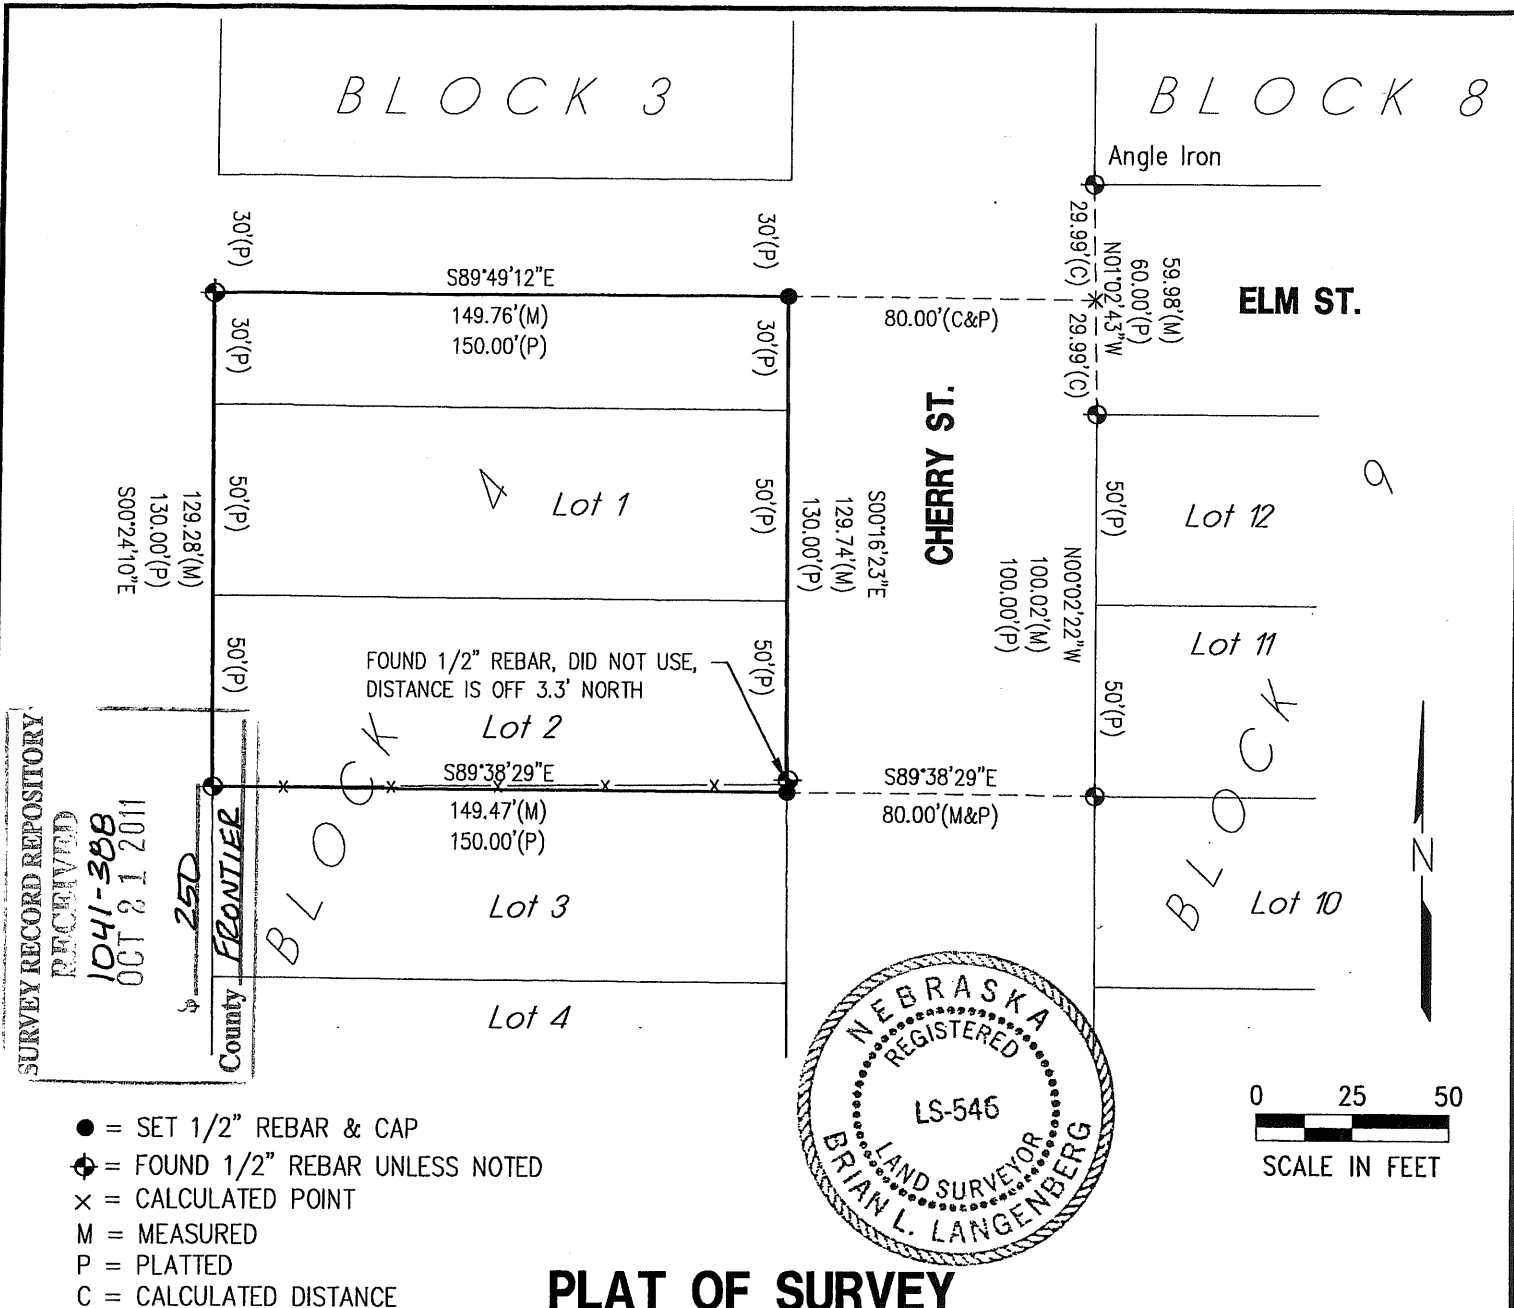 BLOCK 3
BLOCK 8
Angle Iron
30'(P)
30'(P)
29.99'(C)
N01°02'43"W
60.00'(P)
59.98'(M)
S89°49'12"E
149.76'(M)
150.00'(P)
80.00'(C&P)
ELM ST.
30'(P)
30'(P)
29.99'(C)
CHERRY ST.
4
Lot 1
50'(P)
50'(P)
129.28'(M)
130.00'(P)
S00°24'10"E
S00°16'23"E
129.74'(M)
130.00'(P)
50'(P)
Lot 12
9
N00°02'22"W
100.02'(M)
100.00'(P)
Lot 11
50'(P)
50'(P)
50'(P)
FOUND 1/2" REBAR, DID NOT USE,
DISTANCE IS OFF 3.3' NORTH
Lot 2
S89°38'29"E
149.47'(M)
150.00'(P)
S89°38'29"E
80.00'(M&P)
BLOCK
BLOCK
Lot 3
Lot 10
Lot 4
N
SURVEY RECORD REPOSITORY
RECEIVED
1041-388
OCT 21 2011
$ 250
County FRONTIER
NEBRASKA
REGISTERED
LS-546
LAND SURVEYOR
BRIAN L. LANGENBERG
0 25 50
SCALE IN FEET
● = SET 1/2" REBAR & CAP
= FOUND 1/2" REBAR UNLESS NOTED
x = CALCULATED POINT
M = MEASURED
P = PLATTED
C = CALCULATED DISTANCE
PLAT OF SURVEY